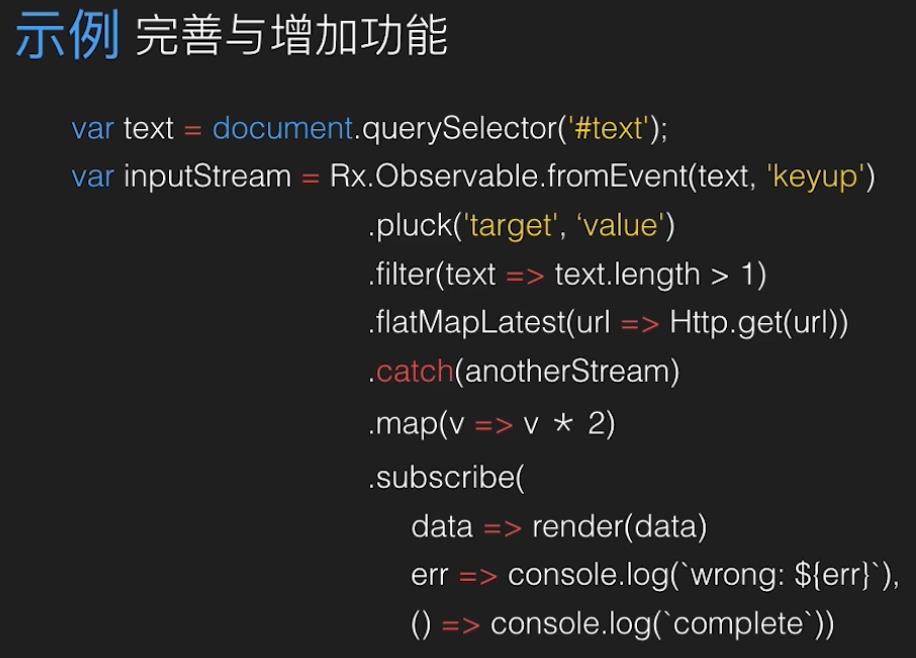 示例 完善与增加功能
var text = document.querySelector('#text');
var inputStream = Rx.Observable.fromEvent(text, 'keyup')
.pluck('target', ‘value')
.filter(text => text.length > 1)
.flatMapLatest(url => Http.get(url))
.catch(anotherStream)
.map(v => v * 2)
.subscribe(
data => render(data)
err => console.log(`wrong: ${err}`),
() => console.log(`complete`))